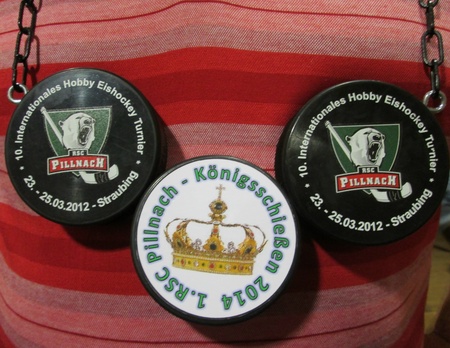 10. Internationales Hobby Eishockey Turnier
RSC
PILLNACH
23. - 25.03.2012 - Straubing
1.RSC Pillnach - Königsschießen 2014
10. Internationales Hobby Eishockey Turnier
RSC
PILLNACH
23. - 25.03.2012 - Straubing